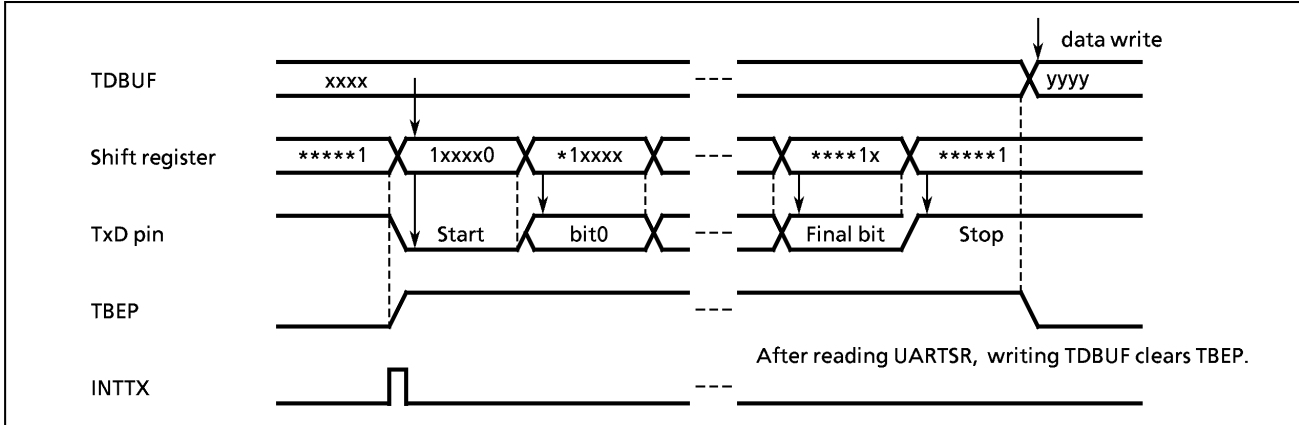 data write
TDBUF xxxx yyyy
Shift register *****1 1xxxx0 *1xxxx ****1x *****1
TxD pin Start bit0 Final bit Stop
TBEP
After reading UARTSR, writing TDBUF clears TBEP.
INTTX